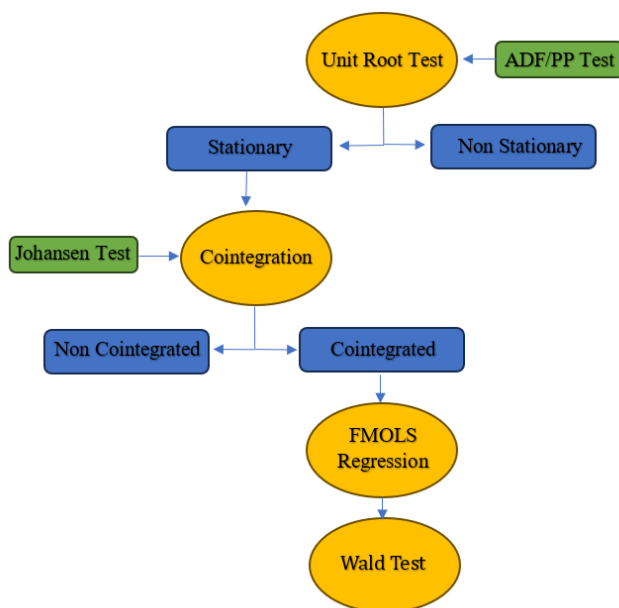 Unit Root Test
ADF/PP Test
Stationary
Non Stationary
Johansen Test
Cointegration
Non Cointegrated
Cointegrated
FMOLS
Regression
Wald Test